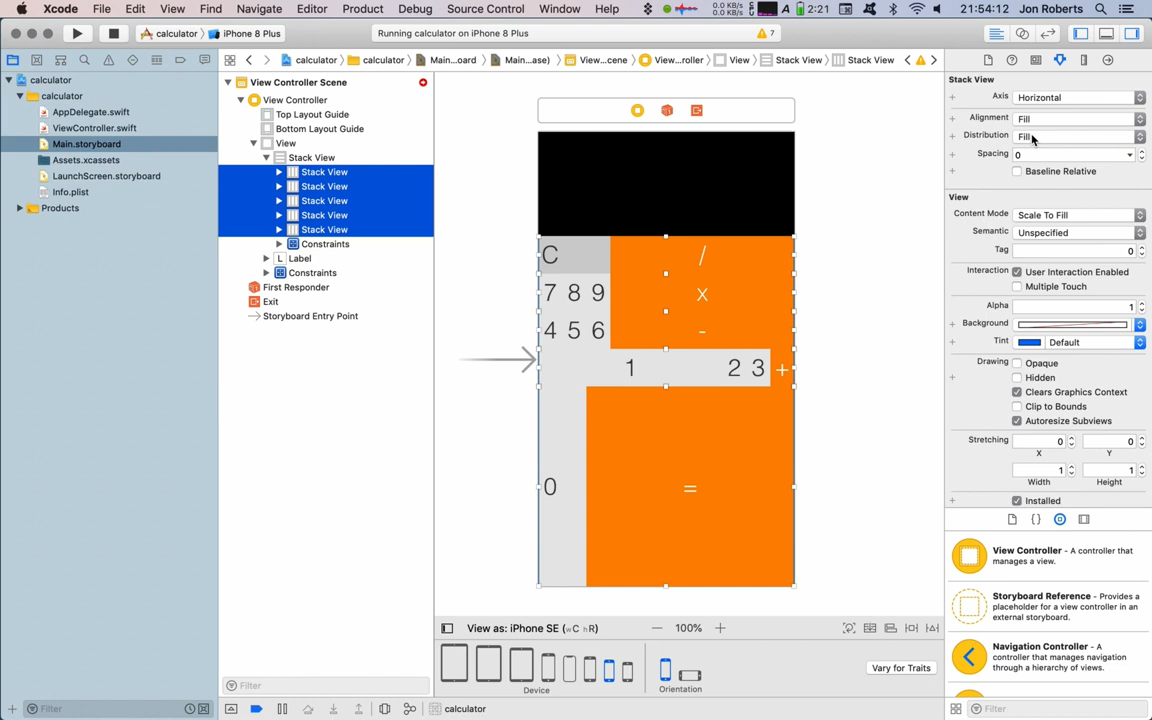 Xcode File Edit View Find Navigate Editor Product Debug Source Control Window Help 0.0 KB/s 0.0 KB/s 2:21 21:54:12 Jon Roberts
calculator iPhone 8 Plus Running calculator on iPhone 8 Plus 7
calculator calculator Main....oard Main...ase) View...cene View...roller View Stack View Stack View
calculator
calculator
AppDelegate.swift
ViewController.swift
Main.storyboard
Assets.xcassets
LaunchScreen.storyboard
Info.plist
Products
View Controller Scene
View Controller
Top Layout Guide
Bottom Layout Guide
View
Stack View
Stack View
Stack View
Stack View
Stack View
Stack View
Constraints
L Label
Constraints
First Responder
Exit
Storyboard Entry Point
C /
7 8 9 x
4 5 6 -
1 2 3 +
0 =
View as: iPhone SE (wC hR) — 100% +
Device
Orientation
Vary for Traits
Stack View
Axis Horizontal
Alignment Fill
Distribution Fill
Spacing 0
Baseline Relative
View
Content Mode Scale To Fill
Semantic Unspecified
Tag 0
Interaction User Interaction Enabled
Multiple Touch
Alpha 1
Background
Tint Default
Drawing Opaque
Hidden
Clears Graphics Context
Clip to Bounds
Autoresize Subviews
Stretching 0 0
X Y
1 1
Width Height
Installed
View Controller - A controller that
manages a view.
Storyboard Reference - Provides a
placeholder for a view controller in an
external storyboard.
Navigation Controller - A
controller that manages navigation
through a hierarchy of views.
Filter
Filter
calculator
Filter